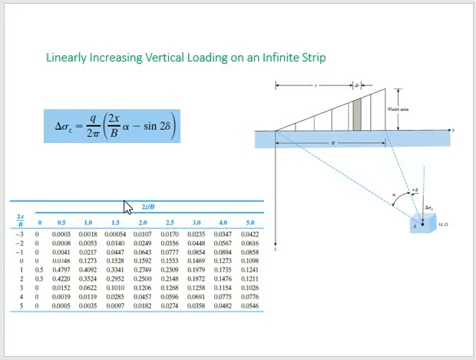 Linearly Increasing Vertical Loading on an Infinite Strip
Δσz = q/2π (2x/B α − sin 2δ)
x
B
α
+δ
Δσz
A
2z/B
2x/B 0 0.5 1.0 1.5 2.0 2.5 3.0 4.0 5.0
−3 0 0.0003 0.0018 0.00054 0.0107 0.0170 0.0235 0.0347 0.0422
−2 0 0.0008 0.0053 0.0140 0.0249 0.0356 0.0448 0.0567 0.0616
−1 0 0.0041 0.0217 0.0447 0.0643 0.0777 0.0854 0.0894 0.0858
0 0 0.0748 0.1273 0.1528 0.1592 0.1553 0.1469 0.1273 0.1098
1 0.5 0.4797 0.4092 0.3341 0.2749 0.2309 0.1979 0.1735 0.1241
2 0.5 0.4220 0.3524 0.2952 0.2500 0.2148 0.1872 0.1476 0.1211
3 0 0.0152 0.0622 0.1010 0.1206 0.1268 0.1258 0.1154 0.1026
4 0 0.0019 0.0119 0.0285 0.0457 0.0596 0.0691 0.0775 0.0776
5 0 0.0005 0.0035 0.0097 0.0182 0.0274 0.0358 0.0482 0.0546